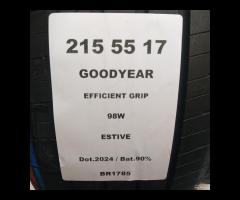 215 55 17
GOODYEAR
EFFICIENT GRIP
98W
ESTIVE
Dot.2024 / Bat.90%
BR1785